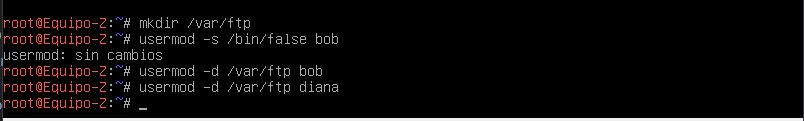 root@Equipo-Z:~# mkdir /var/ftp
root@Equipo-Z:~# usermod -s /bin/false bob
usermod: sin cambios
root@Equipo-Z:~# usermod -d /var/ftp bob
root@Equipo-Z:~# usermod -d /var/ftp diana
root@Equipo-Z:~# _